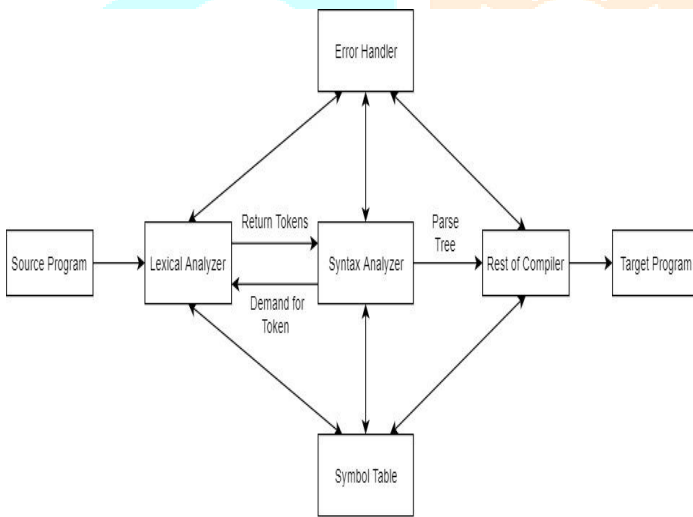 Error Handler
Return Tokens
Parse
Tree
Source Program
Lexical Analyzer
Syntax Analyzer
Rest of Compiler
Target Program
Demand for
Token
Symbol Table